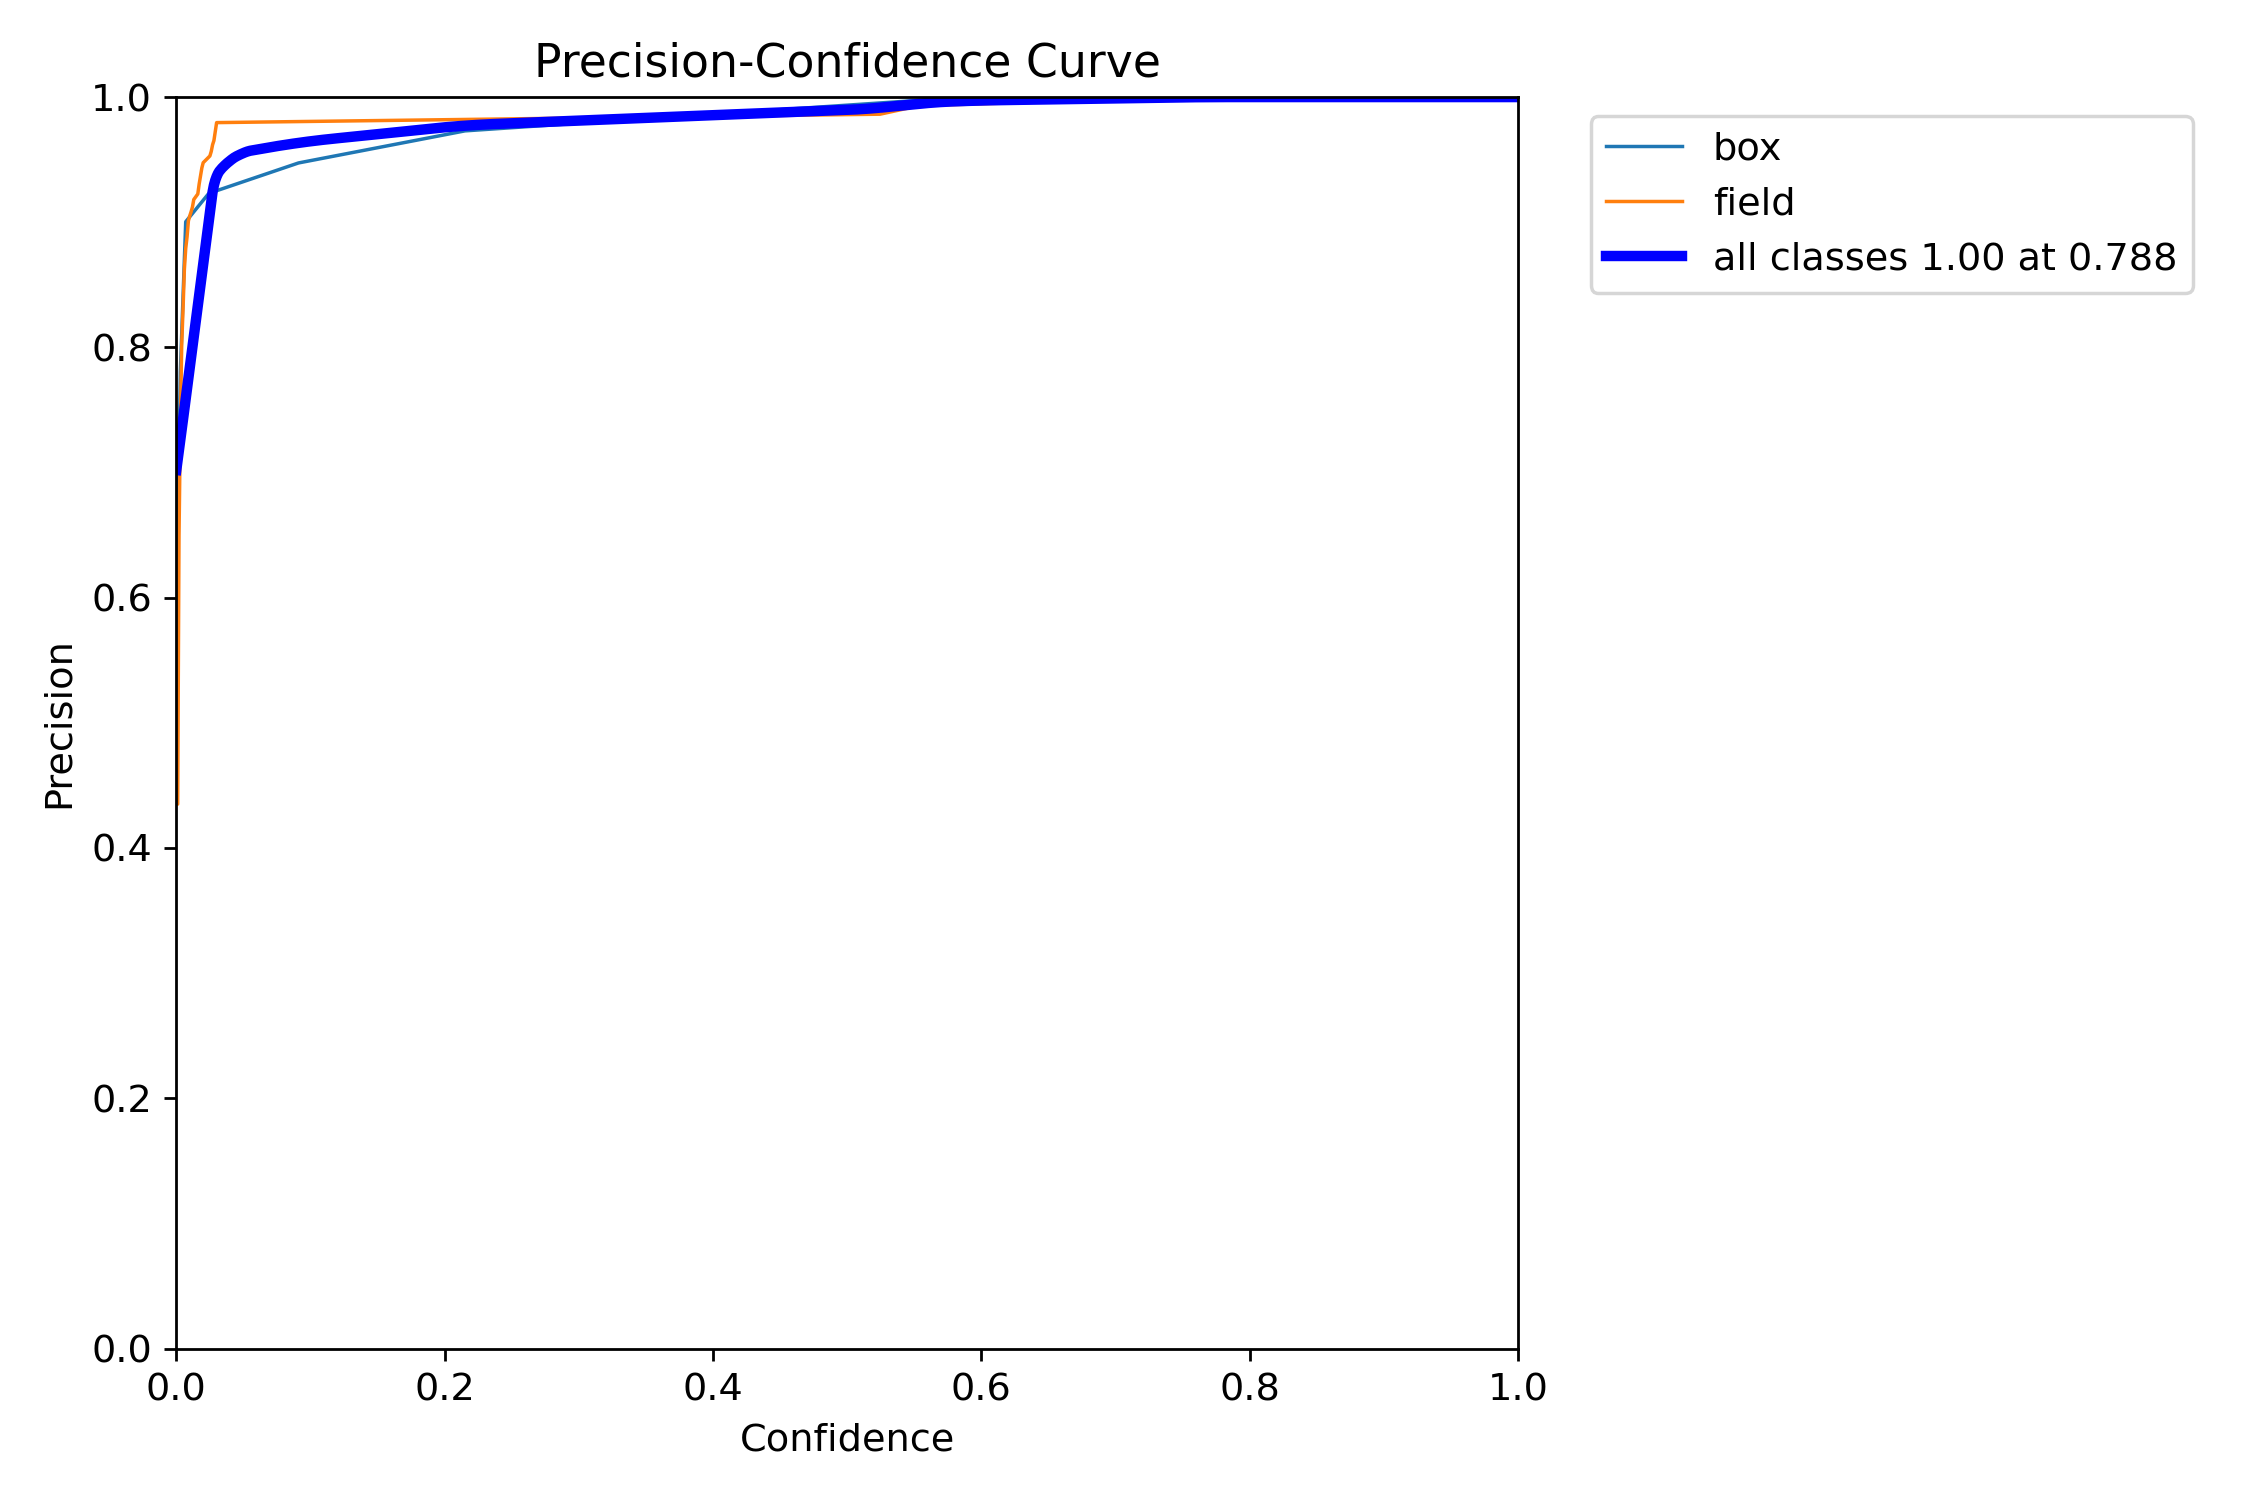 Precision-Confidence Curve
1.0
0.8
0.6
0.4
0.2
0.0
Precision
0.0 0.2 0.4 0.6 0.8 1.0
Confidence
box
field
all classes 1.00 at 0.788